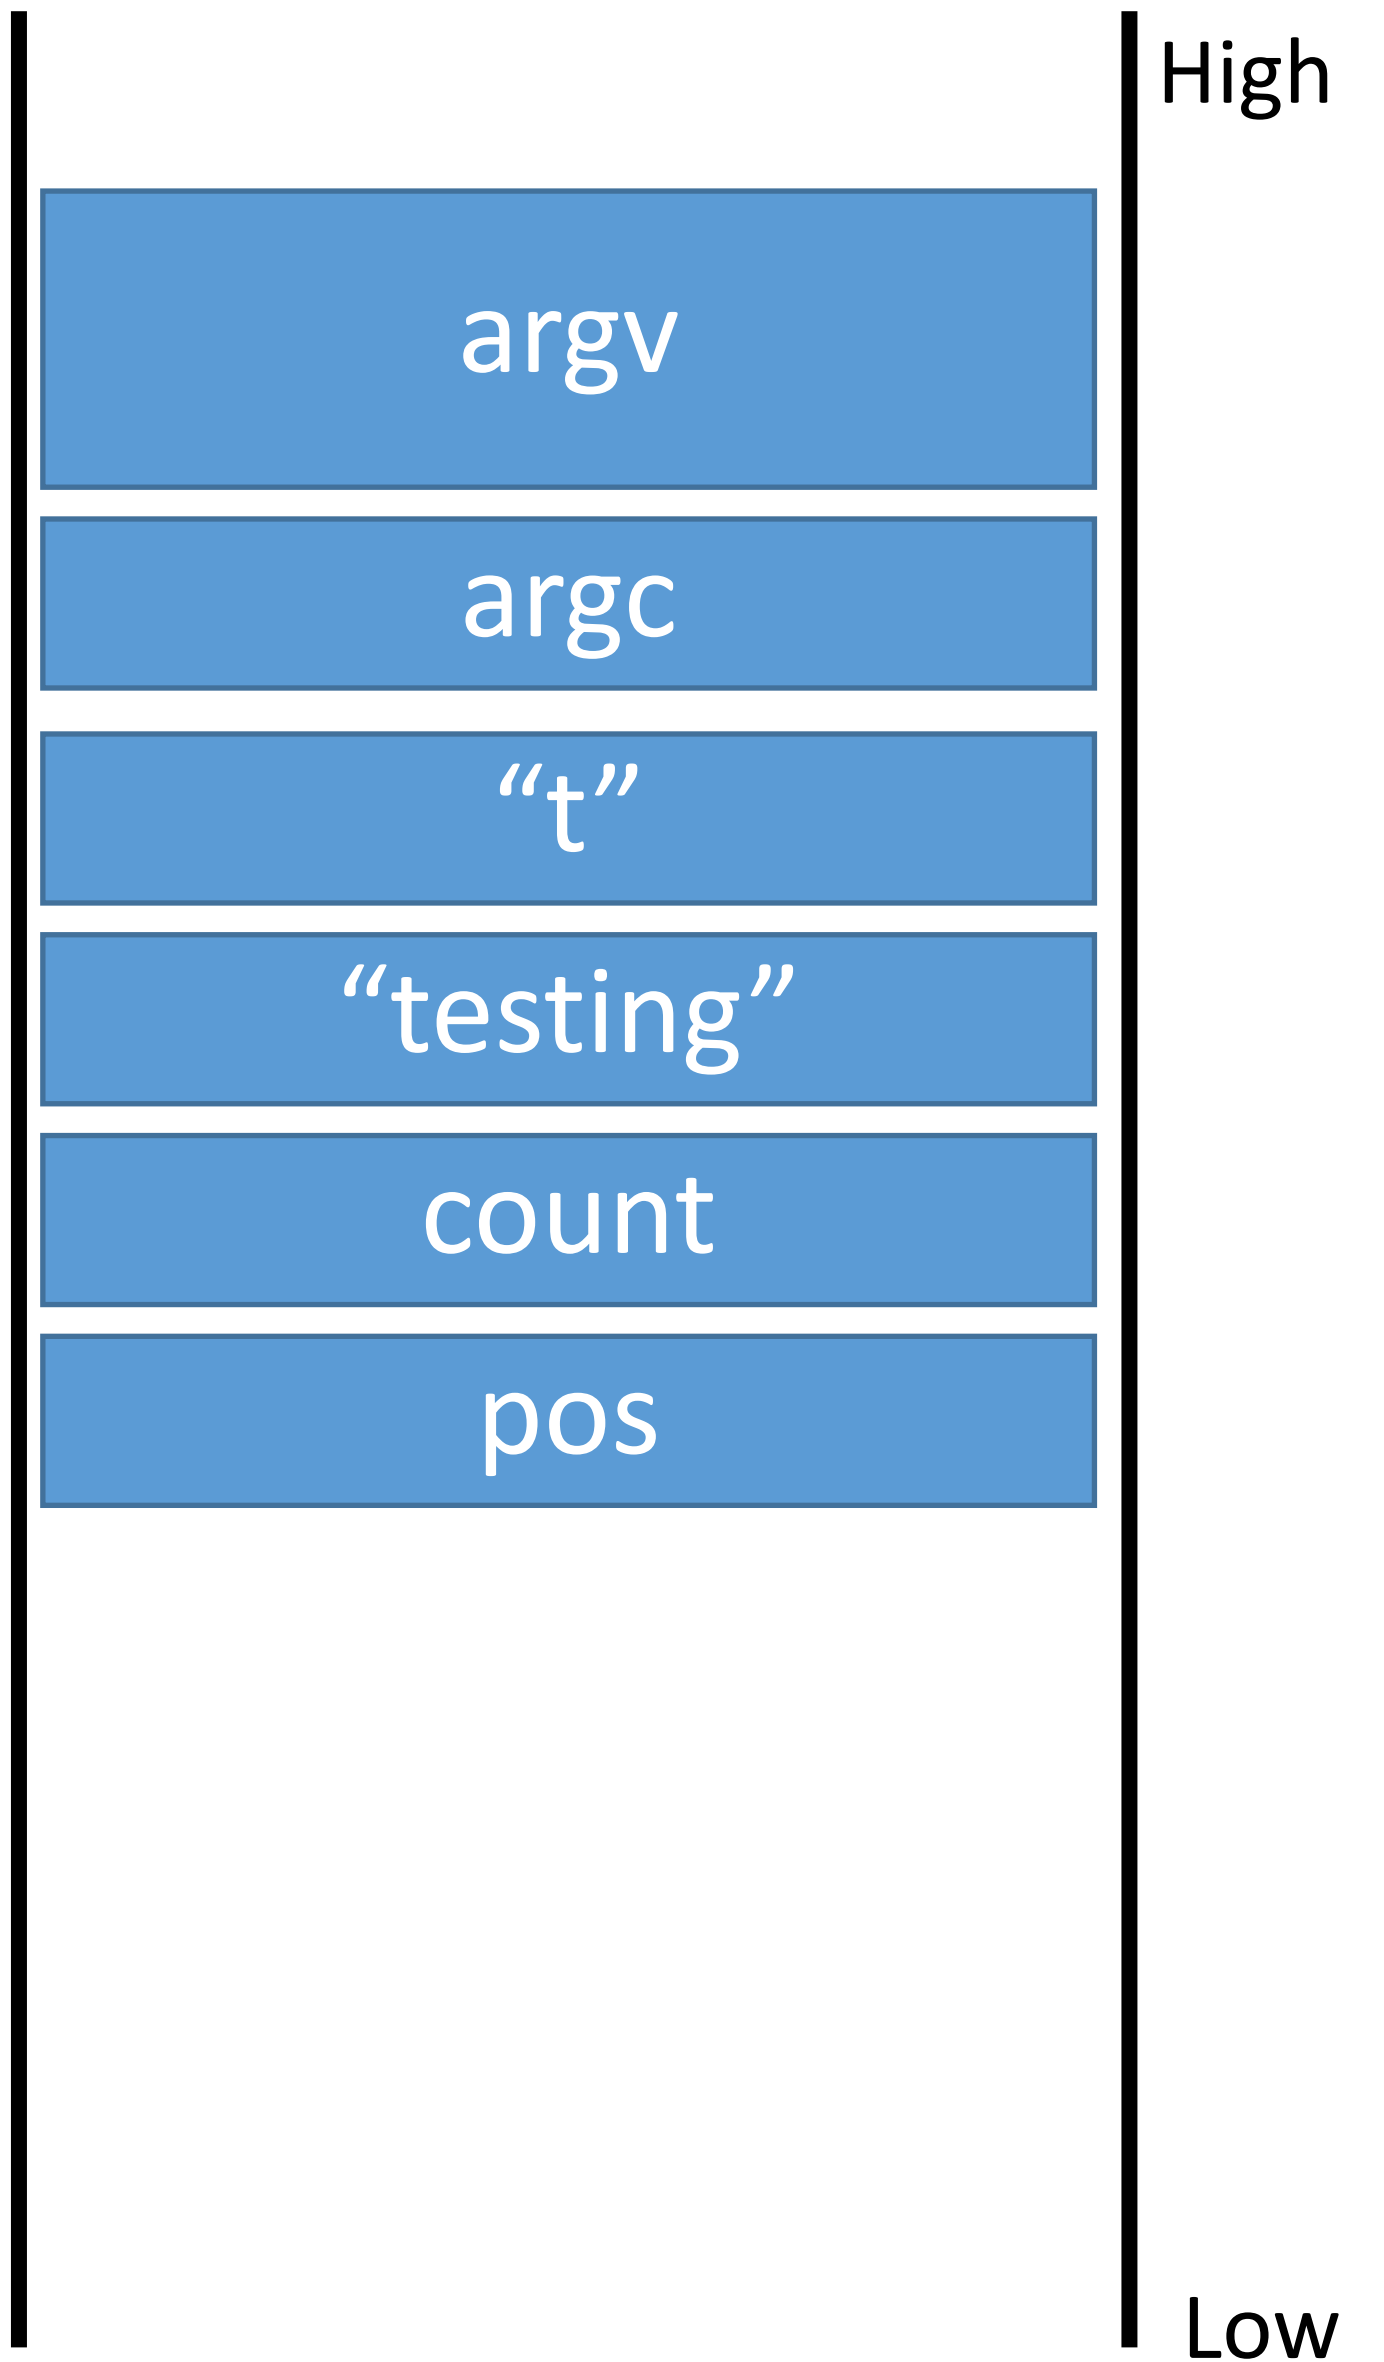 High
argv
argc
“t”
“testing”
count
pos
Low